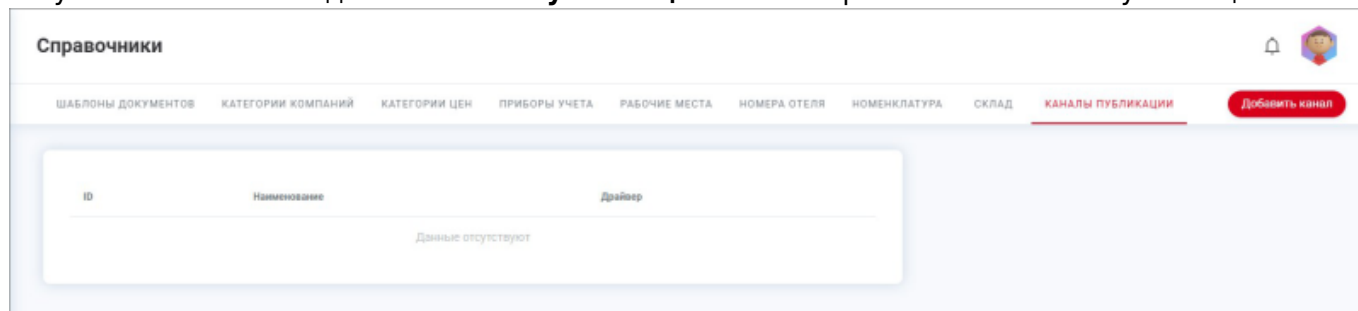 Справочники
ШАБЛОНЫ ДОКУМЕНТОВ КАТЕГОРИИ КОМПАНИЙ КАТЕГОРИИ ЦЕН ПРИБОРЫ УЧЕТА РАБОЧИЕ МЕСТА НОМЕРА ОТЕЛЯ НОМЕНКЛАТУРА СКЛАД КАНАЛЫ ПУБЛИКАЦИИ Добавить канал
ID Наименование Драйвер
Данные отсутствуют